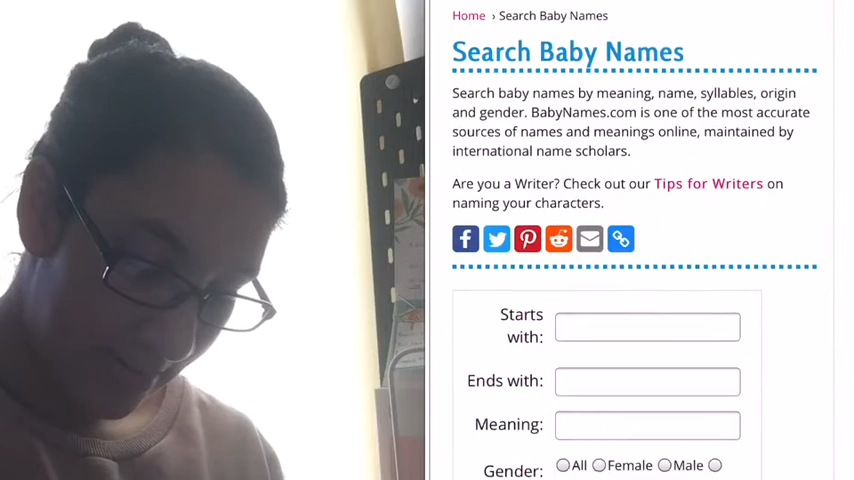 Home › Search Baby Names
Search Baby Names
Search baby names by meaning, name, syllables, origin
and gender. BabyNames.com is one of the most accurate
sources of names and meanings online, maintained by
international name scholars.
Are you a Writer? Check out our Tips for Writers on
naming your characters.
Starts
with:
Ends with:
Meaning:
Gender:
All Female Male